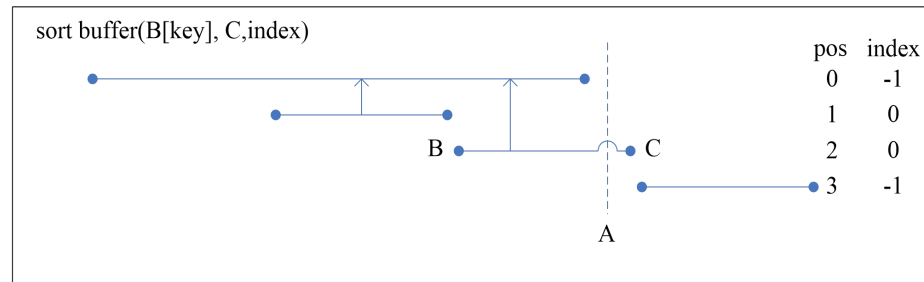 sort buffer(B[key], C,index)
pos index
0 -1
1 0
B C 2 0
3 -1
A